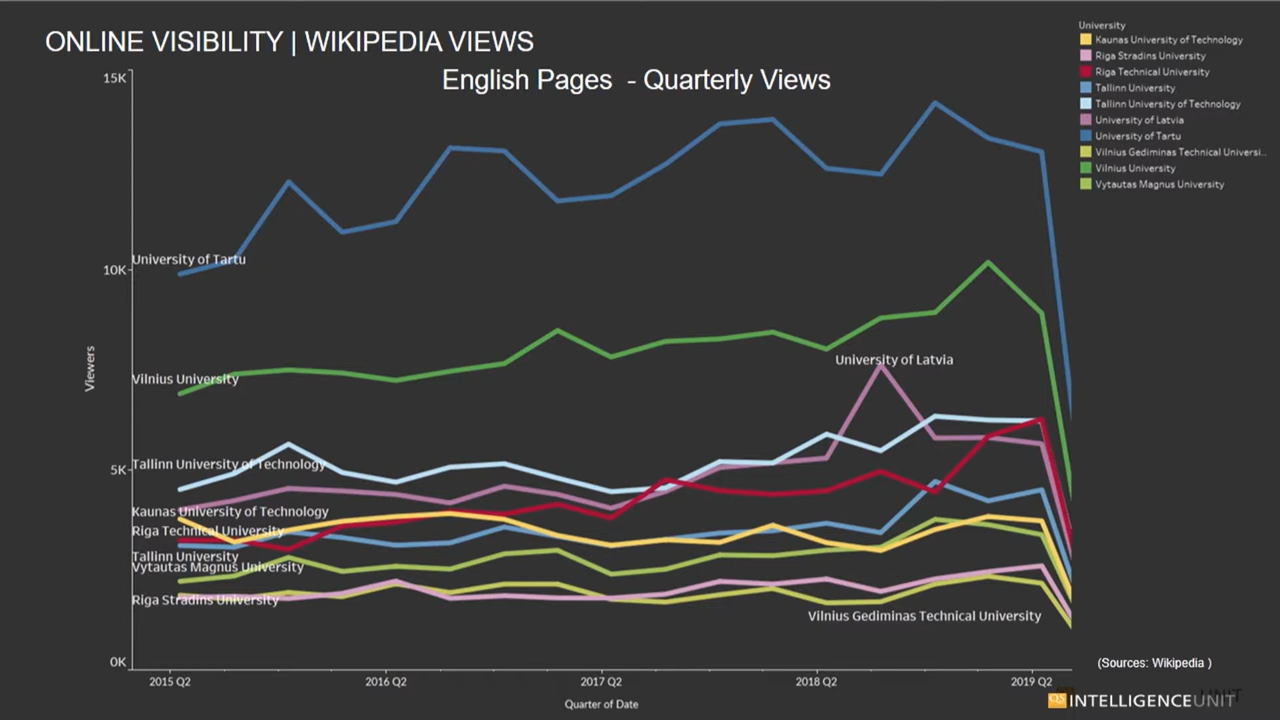 ONLINE VISIBILITY | WIKIPEDIA VIEWS
English Pages - Quarterly Views
University
Kaunas University of Technology
Riga Stradins University
Riga Technical University
Tallinn University
Tallinn University of Technology
University of Latvia
University of Tartu
Vilnius Gediminas Technical Universi..
Vilnius University
Vytautas Magnus University
15K
10K
5K
0K
Viewers
University of Tartu
Vilnius University
University of Latvia
Tallinn University of Technology
Kaunas University of Technology
Riga Technical University
Tallinn University
Vytautas Magnus University
Riga Stradins University
Vilnius Gediminas Technical University
2015 Q2
2016 Q2
2017 Q2
2018 Q2
2019 Q2
Quarter of Date
(Sources: Wikipedia )
QS INTELLIGENCEUNIT
UNIT